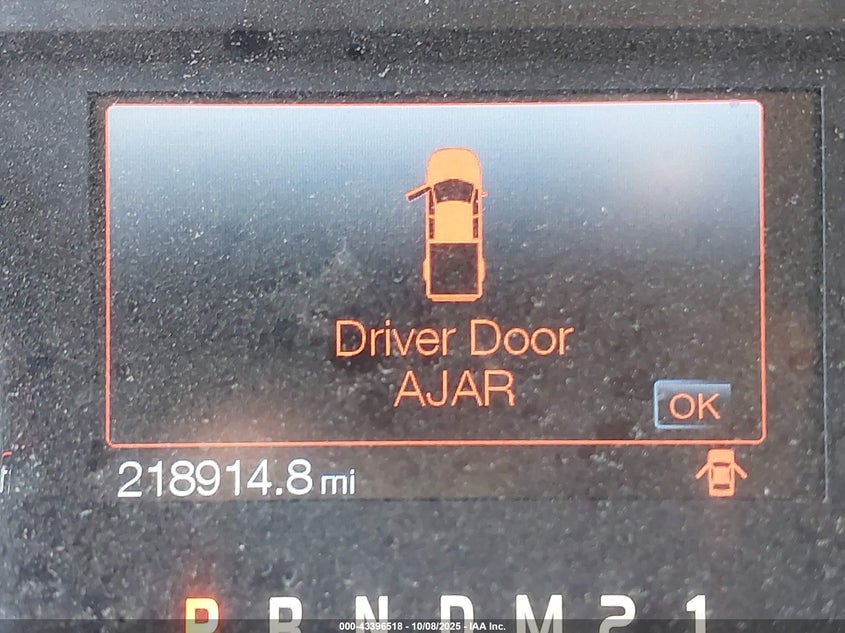 Driver Door
AJAR
OK
218914.8 mi
P R N D M 2 1
000-43396518 - 10/08/2025 - IAA Inc.